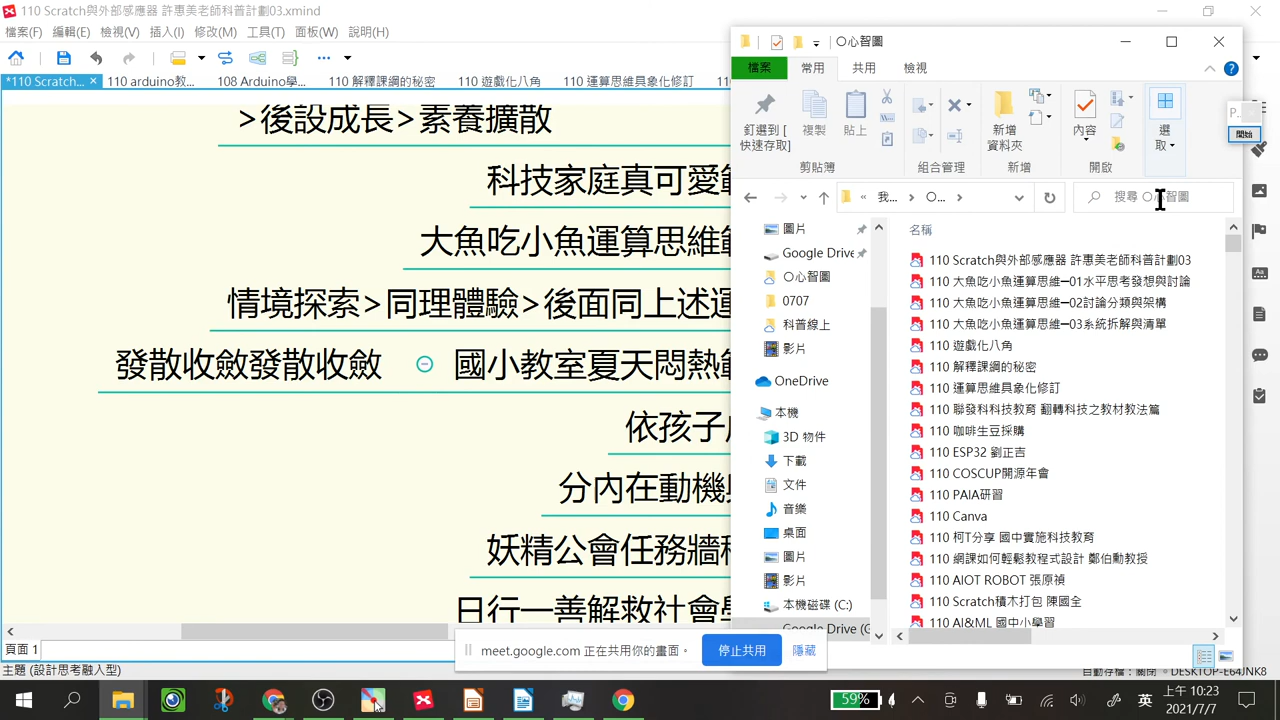 110 Scratch與外部感應器 許惠美老師科普計劃03.xmind
檔案(F) 編輯(E) 檢視(V) 插入(I) 修改(M) 工具(T) 面板(W) 說明(H)
*110 Scratch... 110 arduino教... 108 Arduino學... 110 解釋課綱的秘密 110 遊戲化八角 110 運算思維具象化修訂
>後設成長>素養擴散
科技家庭真可愛
大魚吃小魚運算思維
情境探索>同理體驗>後面同上述
發散收斂發散收斂
國小教室夏天悶熱
依孩子
分內在動機
妖精公會任務牆
日行一善解救社會
頁面 1
主題 (設計思考融入型)
自動存檔：關閉
DESKTOP-E64JNK8
〇心智圖
檔案 常用 共用 檢視
釘選到 [快速存取]
複製
貼上
新增資料夾
內容
選取
剪貼簿 組合管理 新增 開啟
« 我... 〇...
搜尋 〇心智圖
P...
開始
圖片
Google Drive
〇心智圖
0707
科普線上
影片
OneDrive
本機
3D 物件
下載
文件
音樂
桌面
圖片
影片
本機磁碟 (C:)
Google Drive (G
名稱
110 Scratch與外部感應器 許惠美老師科普計劃03
110 大魚吃小魚運算思維─01水平思考發想與討論
110 大魚吃小魚運算思維─02討論分類與架構
110 大魚吃小魚運算思維─03系統拆解與清單
110 遊戲化八角
110 解釋課綱的秘密
110 運算思維具象化修訂
110 聯發科科技教育 翻轉科技之教材教法篇
110 咖啡生豆採購
110 ESP32 劉正吉
110 COSCUP開源年會
110 PAIA研習
110 Canva
110 柯T分享 國中實施科技教育
110 網課如何輕鬆教程式設計 鄭伯勳教授
110 AIOT ROBOT 張原禎
110 Scratch積木打包 陳國全
110 AI&ML 國中小學習
meet.google.com 正在共用你的畫面。
停止共用
隱藏
59%
英
上午 10:23
2021/7/7